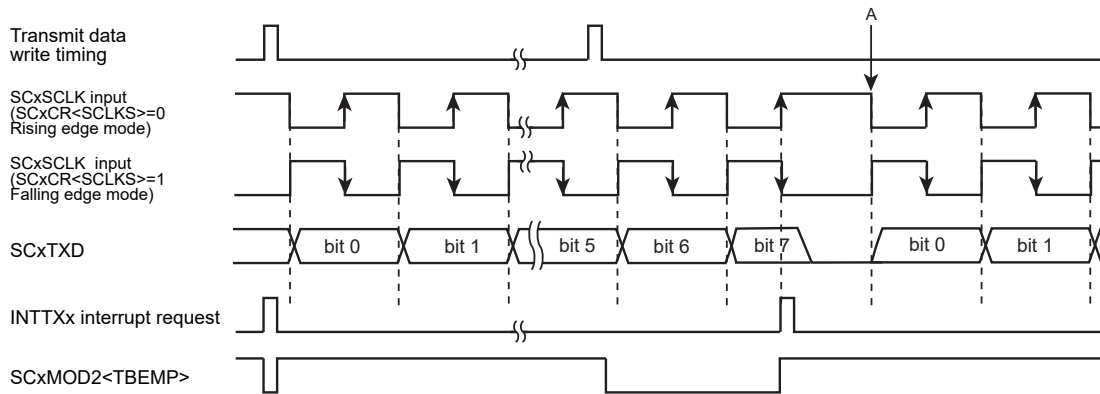 A
Transmit data
write timing
SCxSCLK input
(SCxCR<SCLKS>=0
Rising edge mode)
SCxSCLK input
(SCxCR<SCLKS>=1
Falling edge mode)
SCxTXD
bit 0 bit 1 bit 5 bit 6 bit 7 bit 0 bit 1
INTTXx interrupt request
SCxMOD2<TBEMP>